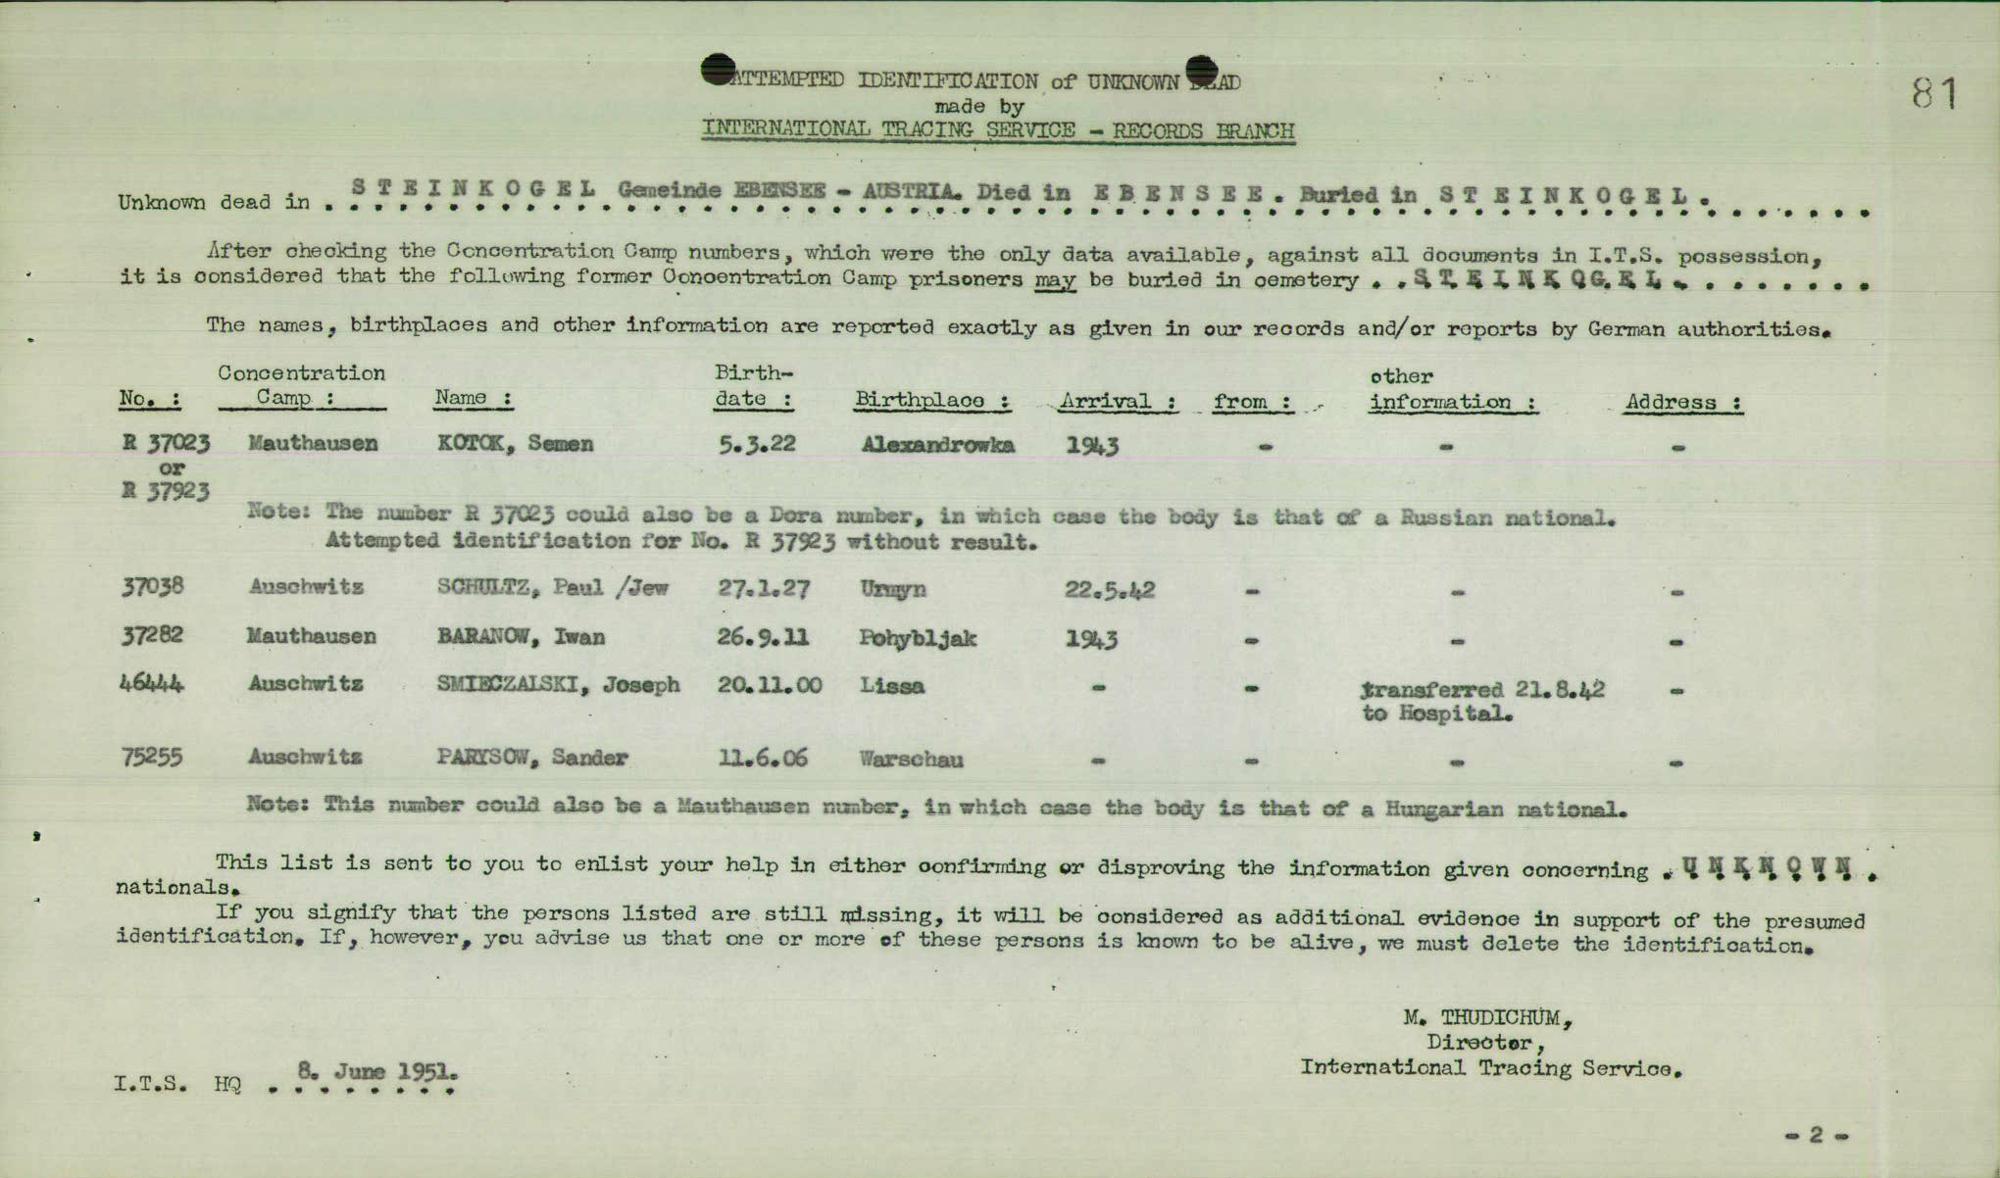 ATTEMPTED IDENTIFICATION of UNKNOWN DEAD
made by
INTERNATIONAL TRACING SERVICE - RECORDS BRANCH
81
Unknown dead in . S T E I N K O G E L Gemeinde EBENSEE - AUSTRIA. Died in E B E N S E E . Buried in S T E I N K O G E L .
After checking the Concentration Camp numbers, which were the only data available, against all documents in I.T.S. possession,
it is considered that the following former Concentration Camp prisoners may be buried in cemetery . . S T E I N K O G E L . . . . . . . .
The names, birthplaces and other information are reported exactly as given in our records and/or reports by German authorities.
Concentration Birth- other
No. : Camp : Name : date : Birthplace : Arrival : from : information : Address :
R 37023 Mauthausen KOTOK, Semen 5.3.22 Alexandrowka 1943 - - -
or
R 37923
Note: The number R 37023 could also be a Dora number, in which case the body is that of a Russian national.
Attempted identification for No. R 37923 without result.
37038 Auschwitz SCHULTZ, Paul /Jew 27.1.27 Urmyn 22.5.42 - - -
37282 Mauthausen BARANOW, Iwan 26.9.11 Pohybljak 1943 - - -
46444 Auschwitz SMIECZALSKI, Joseph 20.11.00 Lissa - - transferred 21.8.42 -
to Hospital.
75255 Auschwitz PARYSOW, Sander 11.6.06 Warschau - - - -
Note: This number could also be a Mauthausen number, in which case the body is that of a Hungarian national.
This list is sent to you to enlist your help in either confirming or disproving the information given concerning . U N K N O W N .
nationals.
If you signify that the persons listed are still missing, it will be considered as additional evidence in support of the presumed
identification. If, however, you advise us that one or more of these persons is known to be alive, we must delete the identification.
M. THUDICHUM,
Director,
International Tracing Service.
I.T.S. HQ 8. June 1951.
- 2 -